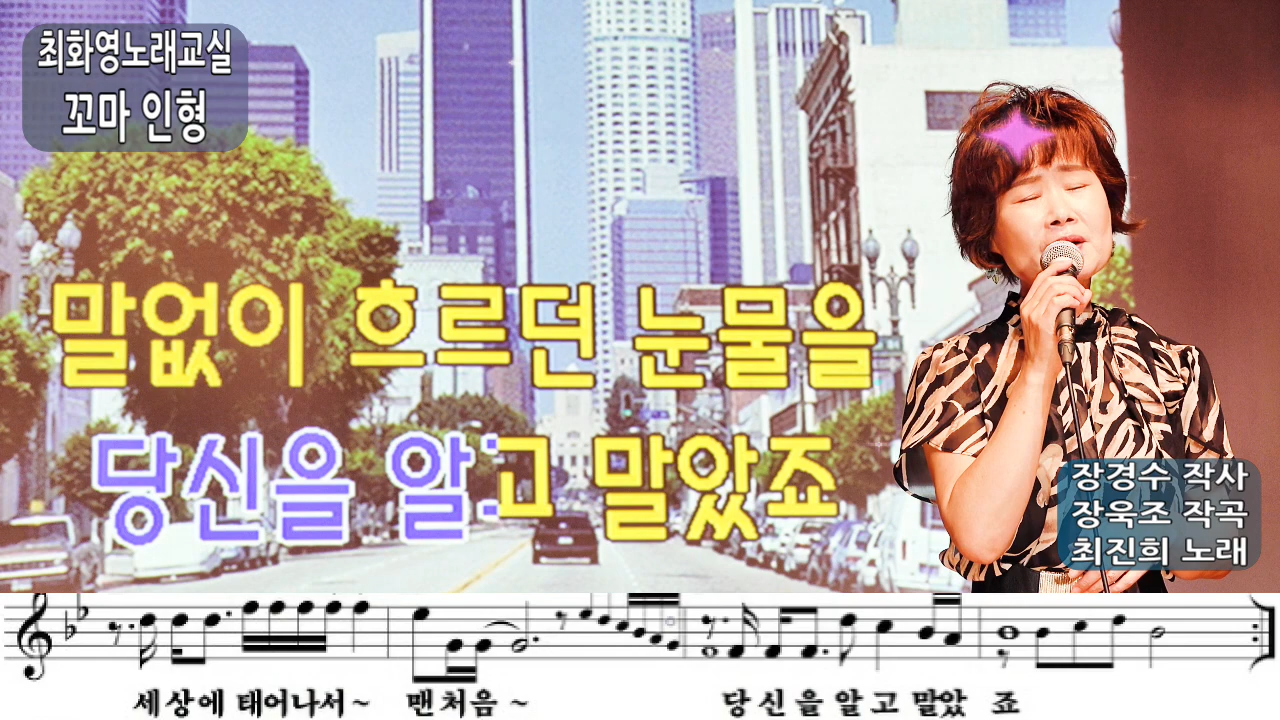 최화영노래교실
꼬마 인형
말없이 흐르던 눈물을
당신을 알고 말았죠
장경수 작사
장욱조 작곡
최진희 노래
세상에 태어나서~ 맨처음~ 당신을알고말았 죠